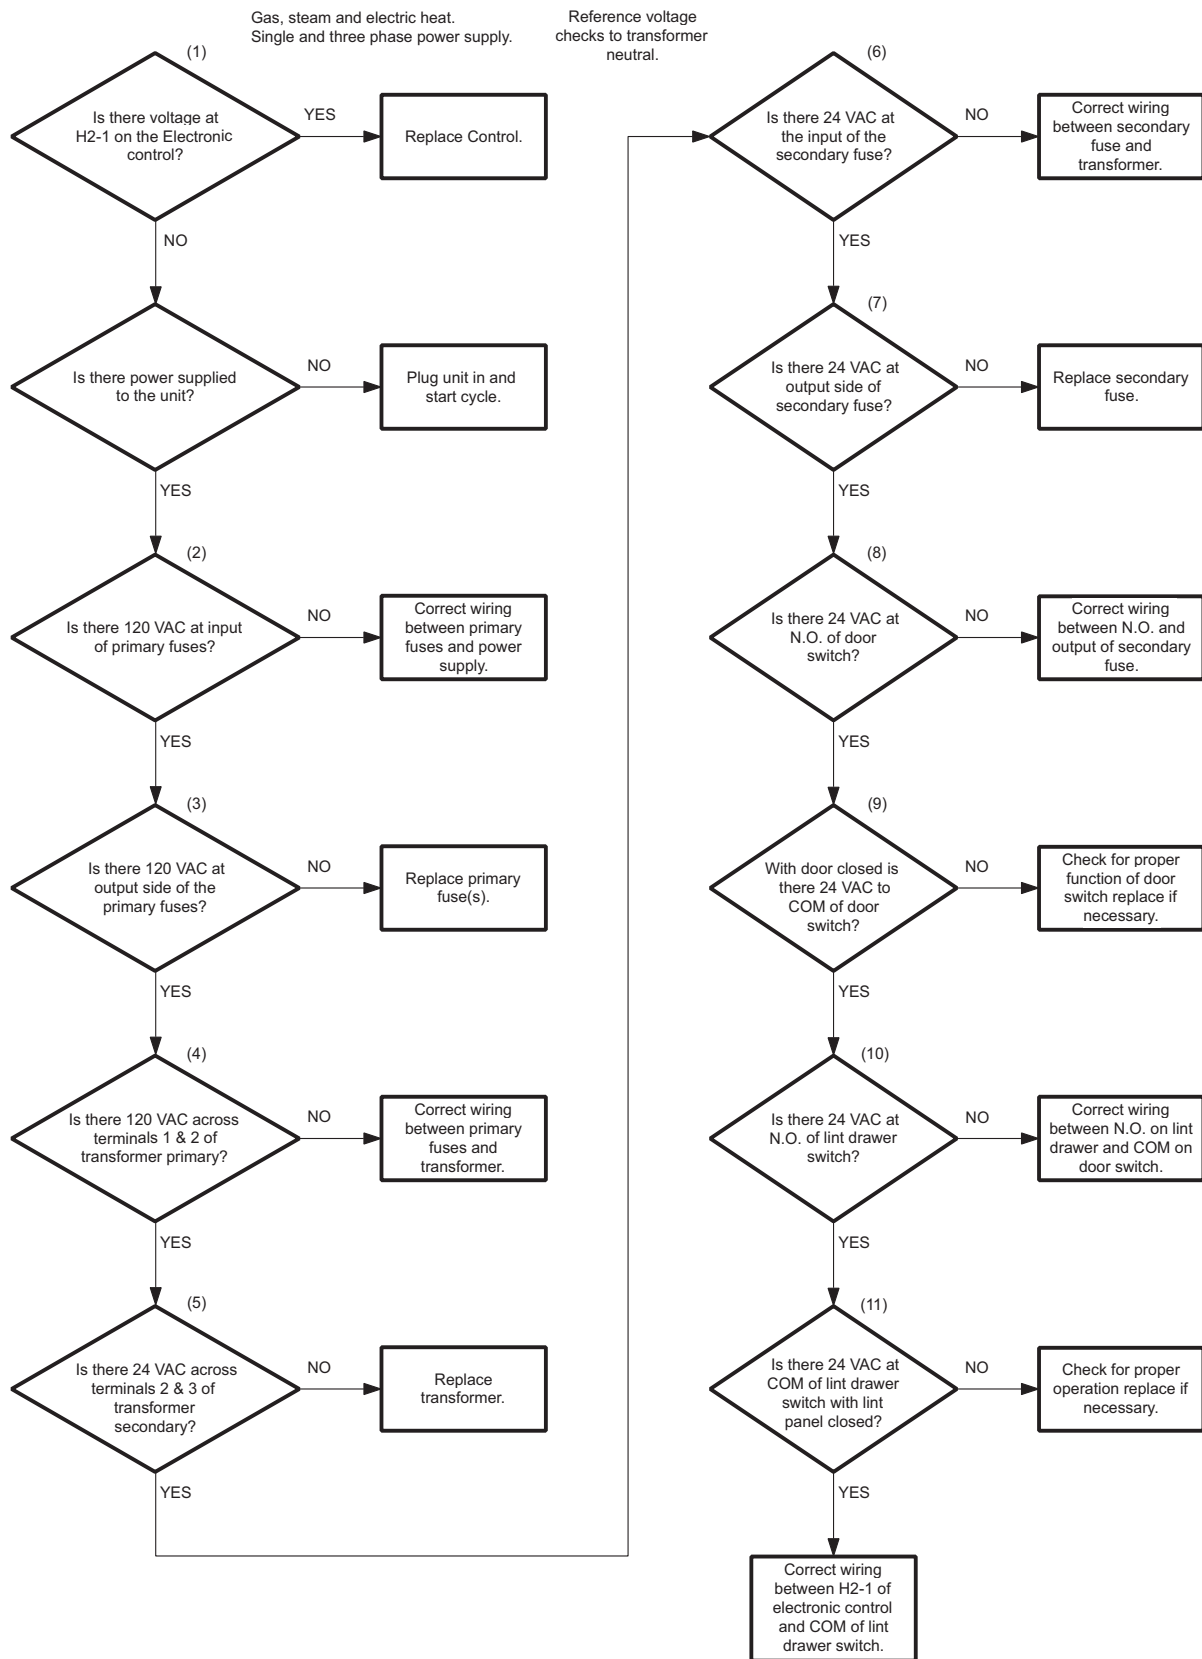 Gas, steam and electric heat.
Single and three phase power supply.
Reference voltage
checks to transformer
neutral.
(1)
Is there voltage at
H2-1 on the Electronic
control?
YES
Replace Control.
NO
Is there power supplied
to the unit?
NO
Plug unit in and
start cycle.
YES
(2)
Is there 120 VAC at input
of primary fuses?
NO
Correct wiring
between primary
fuses and power
supply.
YES
(3)
Is there 120 VAC at
output side of the
primary fuses?
NO
Replace primary
fuse(s).
YES
(4)
Is there 120 VAC across
terminals 1 & 2 of
transformer primary?
NO
Correct wiring
between primary
fuses and
transformer.
YES
(5)
Is there 24 VAC across
terminals 2 & 3 of
transformer
secondary?
NO
Replace
transformer.
YES
(6)
Is there 24 VAC at
the input of the
secondary fuse?
NO
Correct wiring
between secondary
fuse and
transformer.
YES
(7)
Is there 24 VAC at
output side of
secondary fuse?
NO
Replace secondary
fuse.
YES
(8)
Is there 24 VAC at
N.O. of door
switch?
NO
Correct wiring
between N.O. and
output of secondary
fuse.
YES
(9)
With door closed is
there 24 VAC to
COM of door
switch?
NO
Check for proper
function of door
switch replace if
necessary.
YES
(10)
Is there 24 VAC at
N.O. of lint drawer
switch?
NO
Correct wiring
between N.O. on lint
drawer and COM on
door switch.
YES
(11)
Is there 24 VAC at
COM of lint drawer
switch with lint
panel closed?
NO
Check for proper
operation replace if
necessary.
YES
Correct wiring
between H2-1 of
electronic control
and COM of lint
drawer switch.